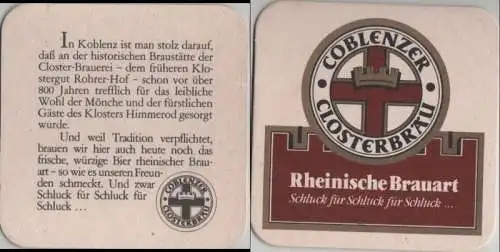 In Koblenz ist man stolz darauf,
daß an der historischen Braustätte der
Closter-Brauerei – dem früheren Klo-
stergut Rohrer-Hof – schon vor über
800 Jahren trefflich für das leibliche
Wohl der Mönche und der fürstlichen
Gäste des Klosters Himmerod gesorgt
wurde.
Und weil Tradition verpflichtet,
brauen wir hier auch heute noch das
frische, würzige Bier rheinischer Brau-
art – so wie es unseren Freun-
den schmeckt. Und zwar
Schluck für Schluck für
Schluck ...
COBLENZER
CLOSTERBRÄU
COBLENZER
CLOSTERBRÄU
Rheinische Brauart
Schluck für Schluck für Schluck ...